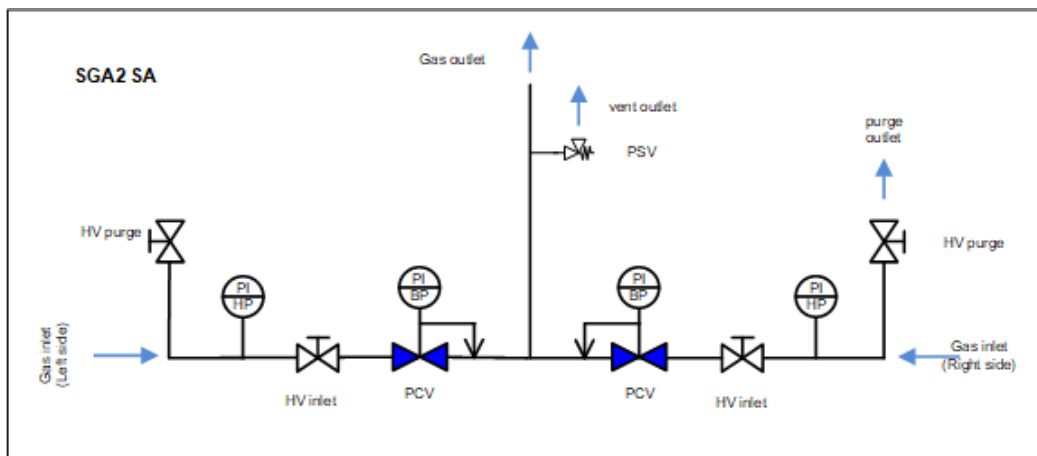 Gas outlet
SGA2 SA
vent outlet
purge
outlet
PSV
HV purge
HV purge
PI
HP
PI
BP
PI
BP
PI
HP
Gas inlet
(Left side)
Gas inlet
(Right side)
HV inlet
PCV
PCV
HV inlet